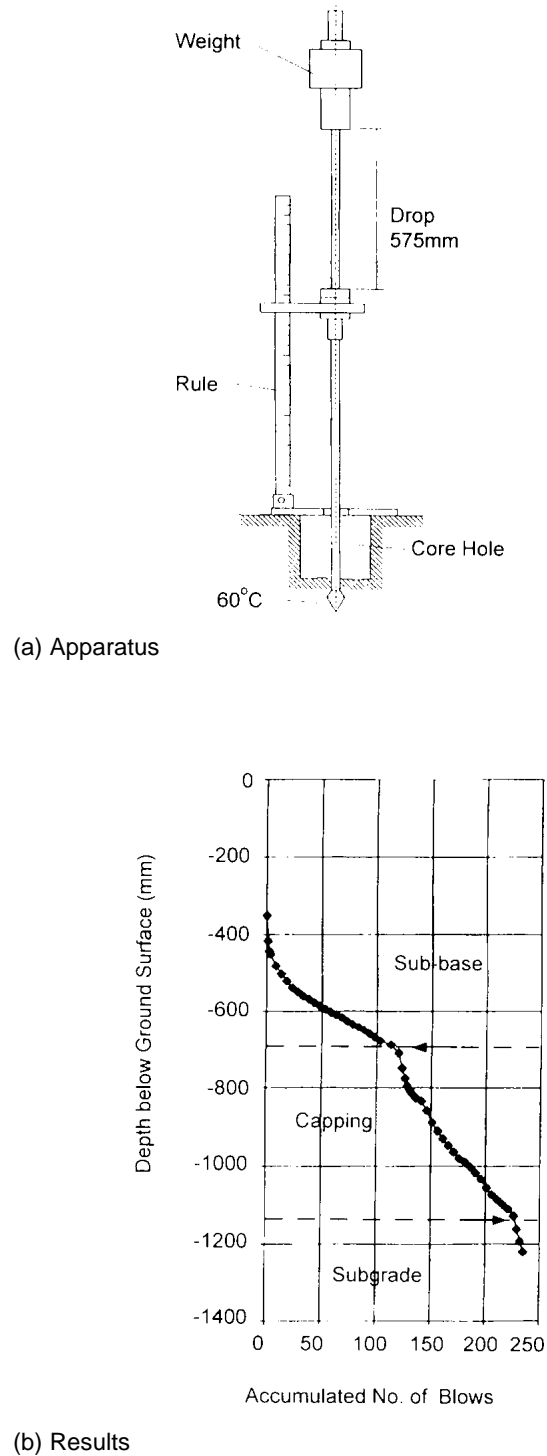 Weight
Drop
575mm
Rule
Core Hole
60°C
(a) Apparatus
0
-200
-400
-600
-800
-1000
-1200
-1400
Depth below Ground Surface (mm)
Sub-base
Capping
Subgrade
0 50 100 150 200 250
Accumulated No. of Blows
(b) Results